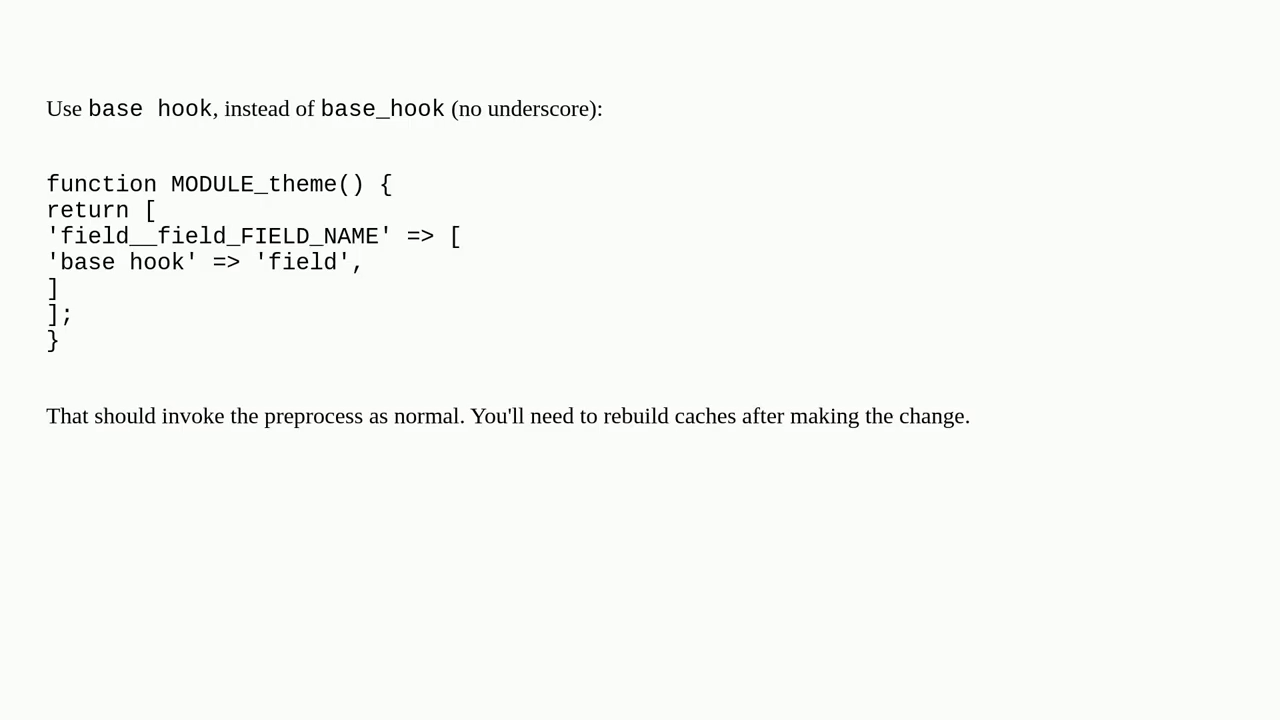 Use base hook, instead of base_hook (no underscore):
function MODULE_theme() {
return [
'field__field_FIELD_NAME' => [
'base hook' => 'field',
]
];
}
That should invoke the preprocess as normal. You'll need to rebuild caches after making the change.